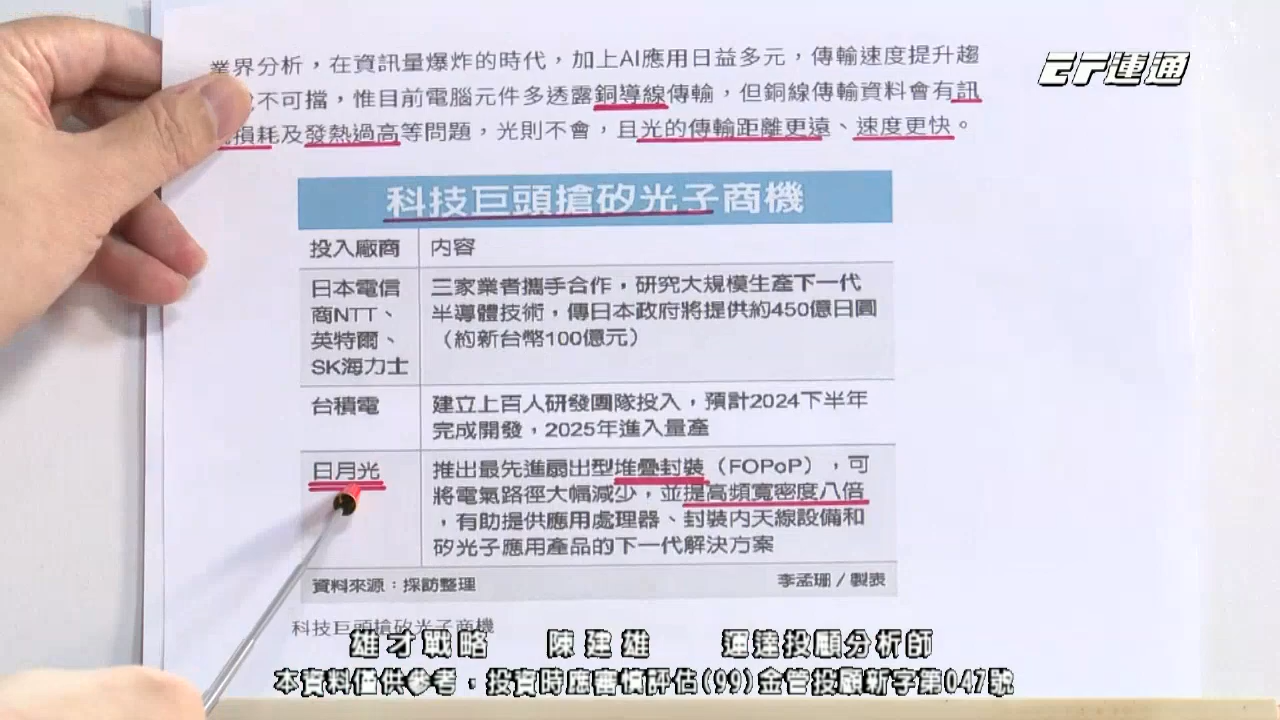 業界分析，在資訊量爆炸的時代，加上AI應用日益多元，傳輸速度提升趨
不可擋，惟目前電腦元件多透露銅導線傳輸，但銅線傳輸資料會有訊
損耗及發熱過高等問題，光則不會，且光的傳輸距離更遠、速度更快。
ET運通
科技巨頭搶矽光子商機
投入廠商 內容
日本電信商NTT、英特爾、SK海力士
三家業者攜手合作，研究大規模生產下一代
半導體技術，傳日本政府將提供約450億日圓
（約新台幣100億元）
台積電
建立上百人研發團隊投入，預計2024下半年
完成開發，2025年進入量產
日月光
推出最先進扇出型堆疊封裝（FOPoP），可
將電氣路徑大幅減少，並提高頻寬密度八倍
，有助提供應用處理器、封裝內天線設備和
矽光子應用產品的下一代解決方案
資料來源：採訪整理 李孟珊／製表
科技巨頭搶矽光子商機
雄才戰略 陳建雄 運達投顧分析師
本資料僅供參考，投資時應審慎評估(99)金管投顧新字第047號